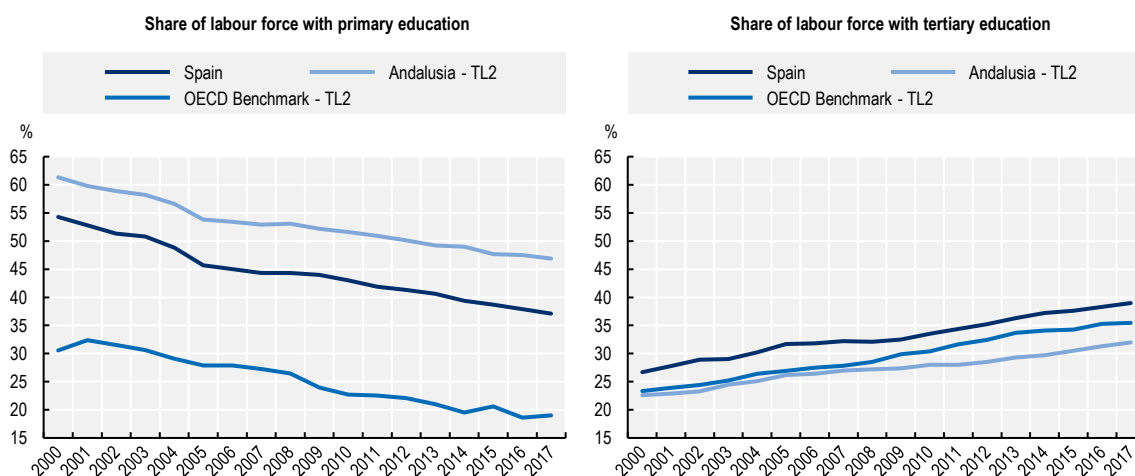 Share of labour force with primary education
Spain
Andalusia - TL2
OECD Benchmark - TL2
%
65
60
55
50
45
40
35
30
25
20
15
2000 2001 2002 2003 2004 2005 2006 2007 2008 2009 2010 2011 2012 2013 2014 2015 2016 2017
Share of labour force with tertiary education
Spain
Andalusia - TL2
OECD Benchmark - TL2
%
65
60
55
50
45
40
35
30
25
20
15
2000 2001 2002 2003 2004 2005 2006 2007 2008 2009 2010 2011 2012 2013 2014 2015 2016 2017